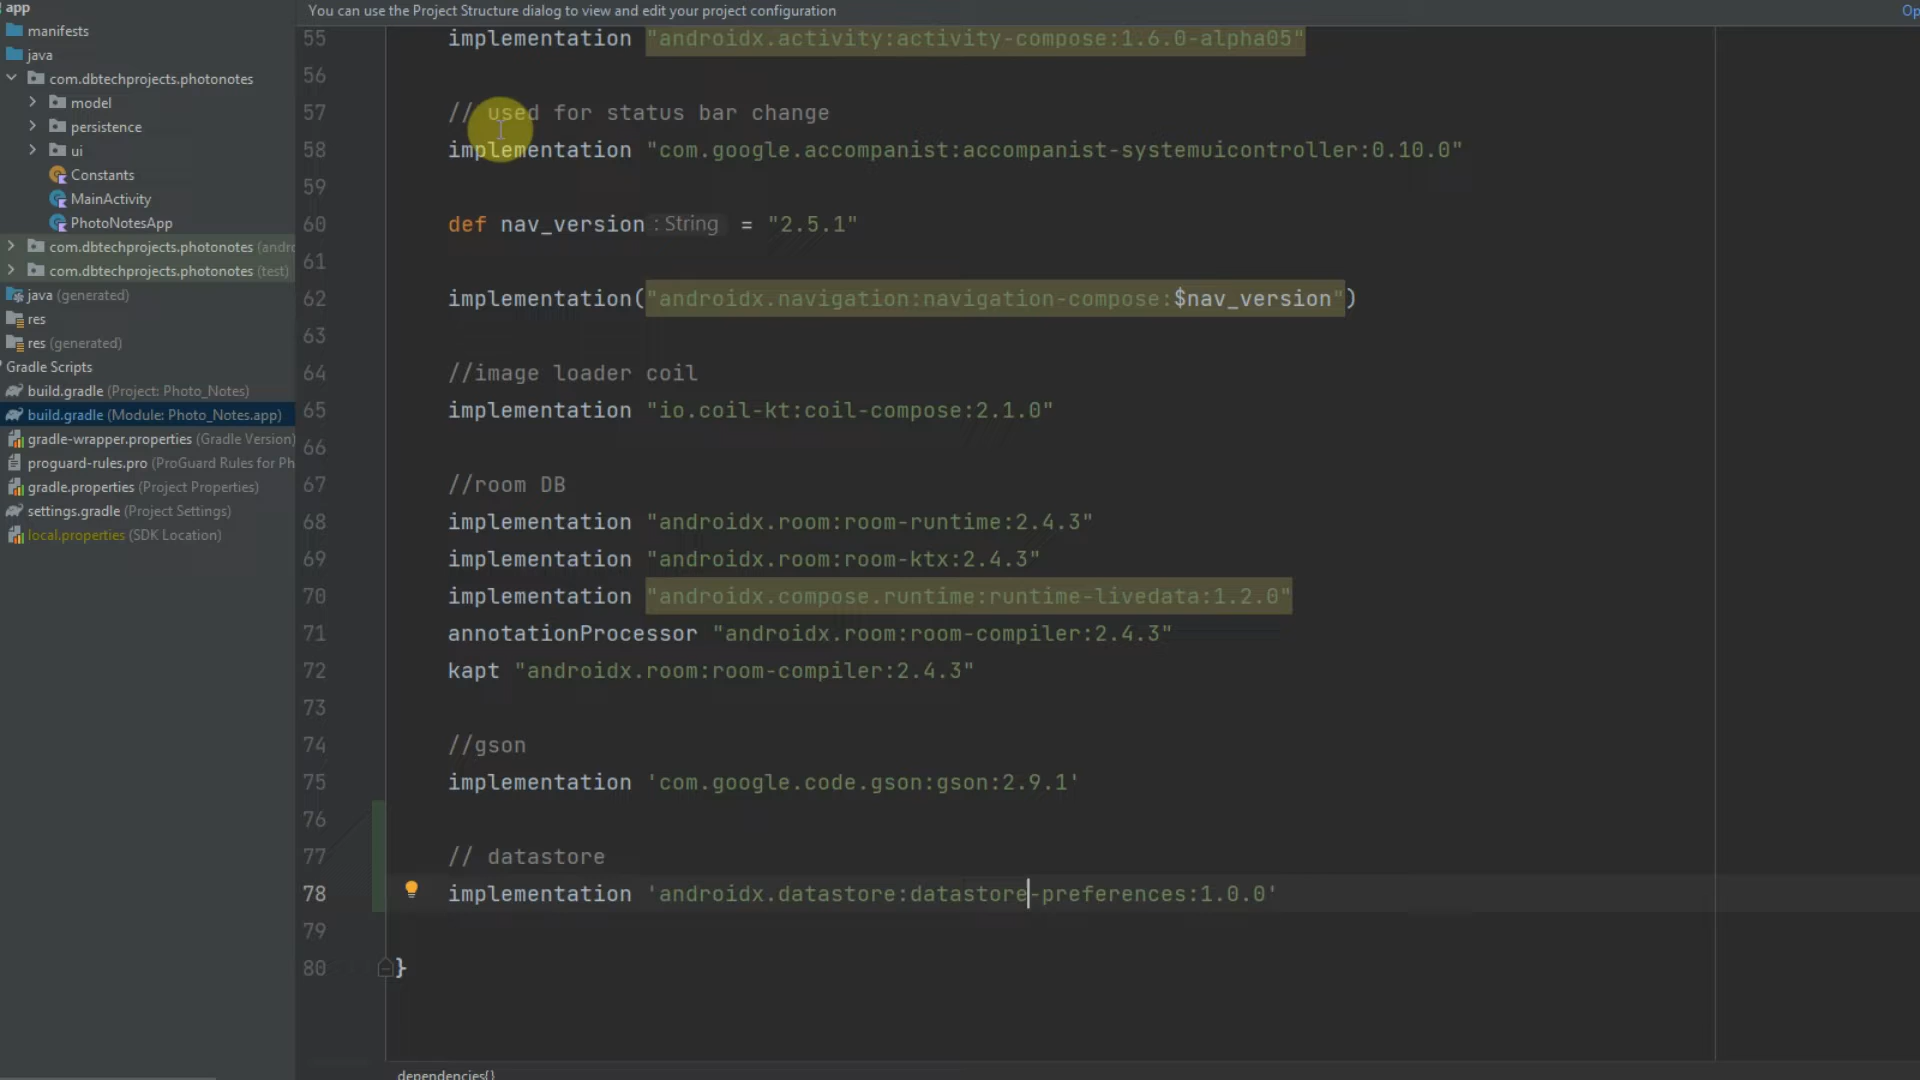 app
manifests
java
com.dbtechprojects.photonotes
model
persistence
ui
Constants
MainActivity
PhotoNotesApp
com.dbtechprojects.photonotes
com.dbtechprojects.photonotes (test)
java (generated)
res
res (generated)
Gradle Scripts
build.gradle (Project: Photo_Notes)
build.gradle (Module: Photo_Notes.app)
gradle-wrapper.properties (Gradle Version)
proguard-rules.pro (ProGuard Rules for Ph
gradle.properties (Project Properties)
settings.gradle (Project Settings)
local.properties (SDK Location)
You can use the Project Structure dialog to view and edit your project configuration
55 implementation "androidx.activity:activity-compose:1.6.0-alpha05"
56
57 // used for status bar change
58 implementation "com.google.accompanist:accompanist-systemuicontroller:0.10.0"
59
60 def nav_version : String = "2.5.1"
61
62 implementation("androidx.navigation:navigation-compose:$nav_version")
63
64 //image loader coil
65 implementation "io.coil-kt:coil-compose:2.1.0"
66
67 //room DB
68 implementation "androidx.room:room-runtime:2.4.3"
69 implementation "androidx.room:room-ktx:2.4.3"
70 implementation "androidx.compose.runtime:runtime-livedata:1.2.0"
71 annotationProcessor "androidx.room:room-compiler:2.4.3"
72 kapt "androidx.room:room-compiler:2.4.3"
73
74 //gson
75 implementation 'com.google.code.gson:gson:2.9.1'
76
77 // datastore
78 implementation 'androidx.datastore:datastore-preferences:1.0.0'
79
80 }
dependencies{}